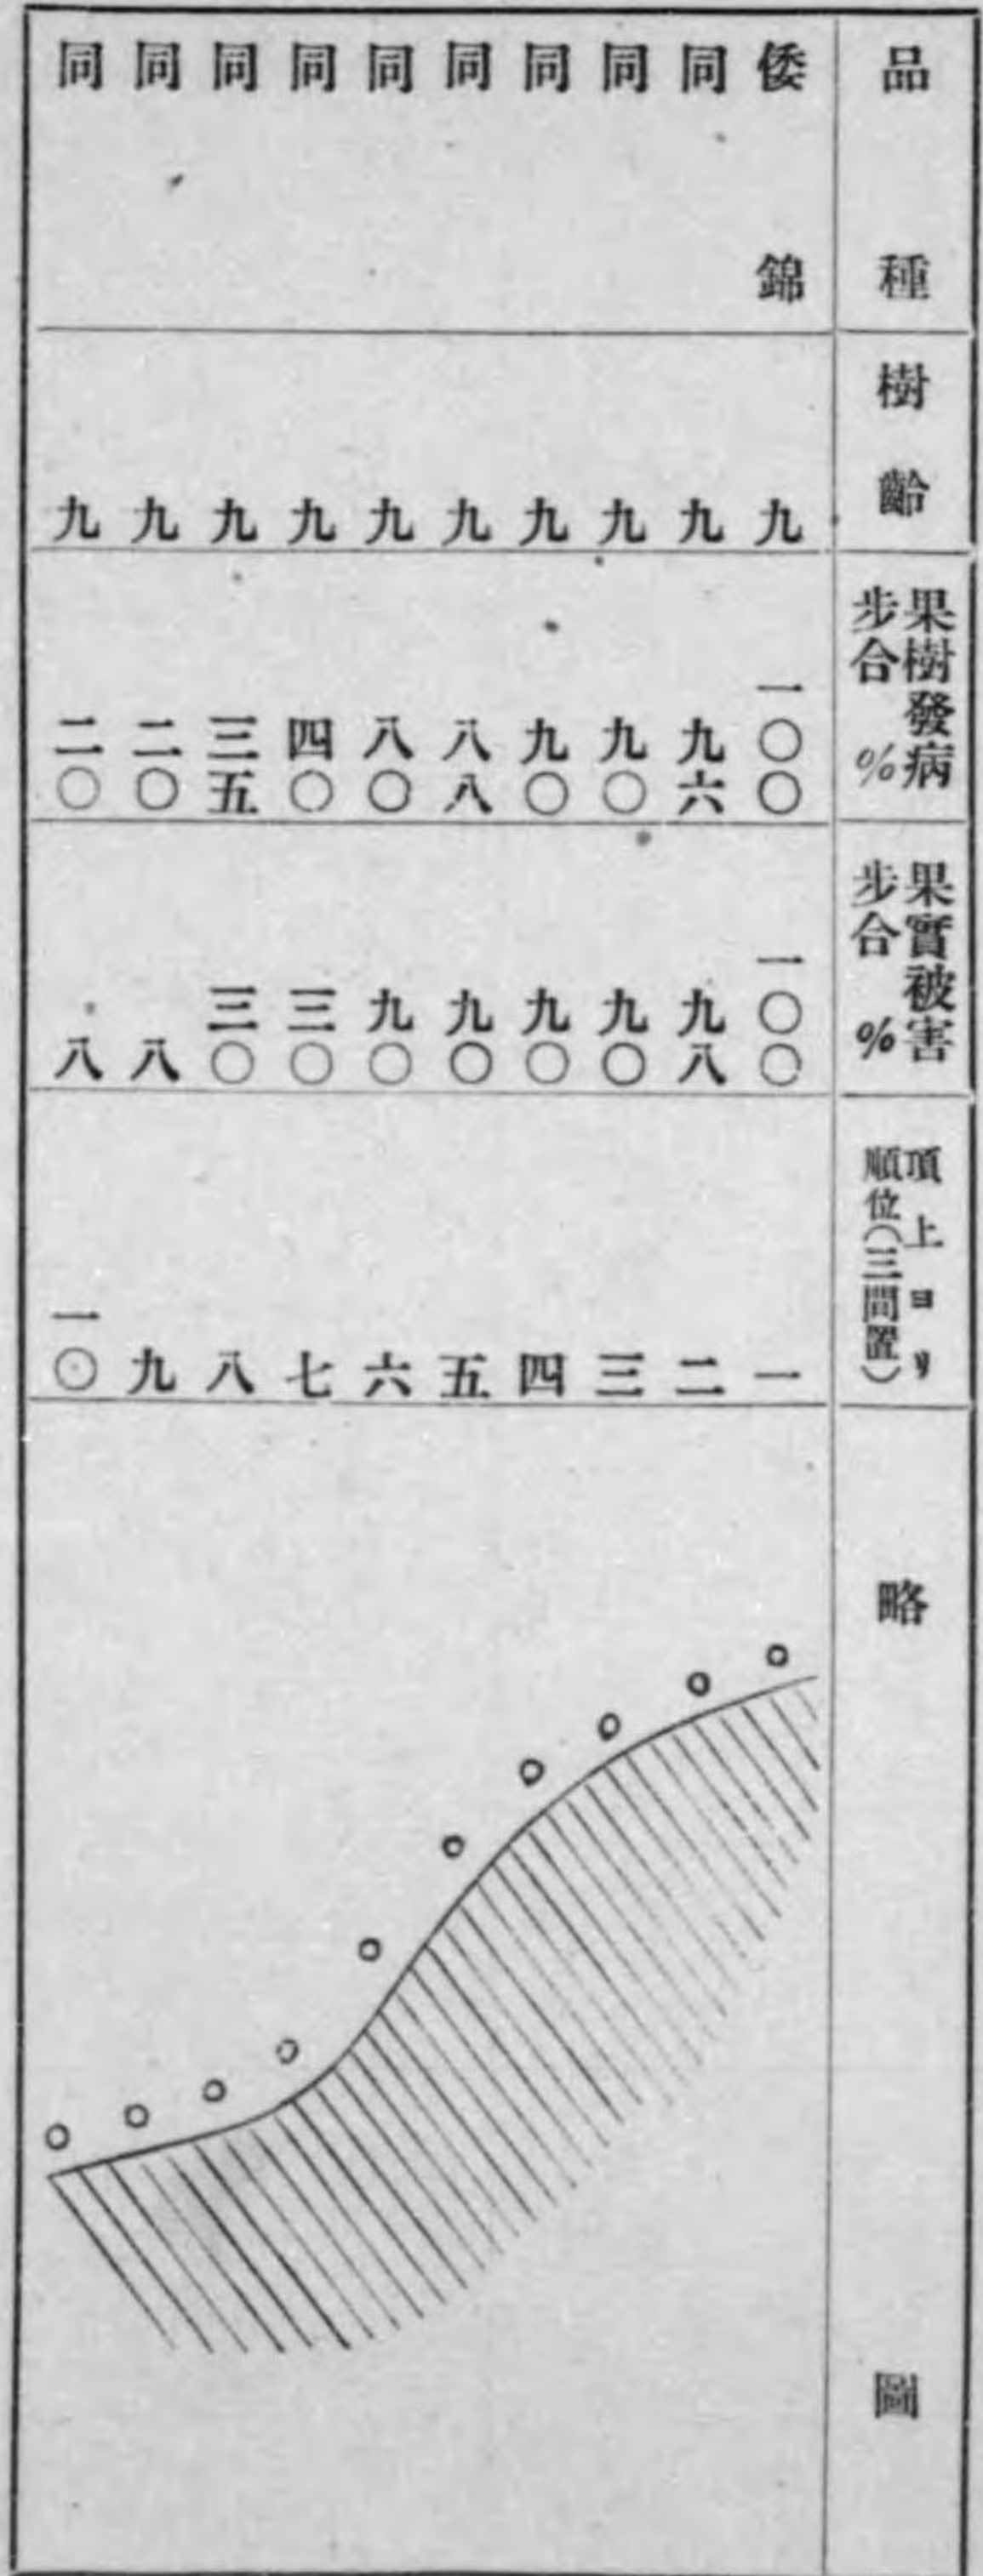 品種
樹齡
果樹發病
步合%
果實被害
步合%
頂上ヨリ
順位(三間置)
略圖
倭錦
九
一〇〇
一〇〇
一
同
九
九六
九八
二
同
九
九〇
九〇
三
同
九
九〇
九〇
四
同
九
八八
九〇
五
同
九
八〇
九〇
六
同
九
四〇
三〇
七
同
九
三五
三〇
八
同
九
二〇
八
九
同
九
二〇
八
一〇